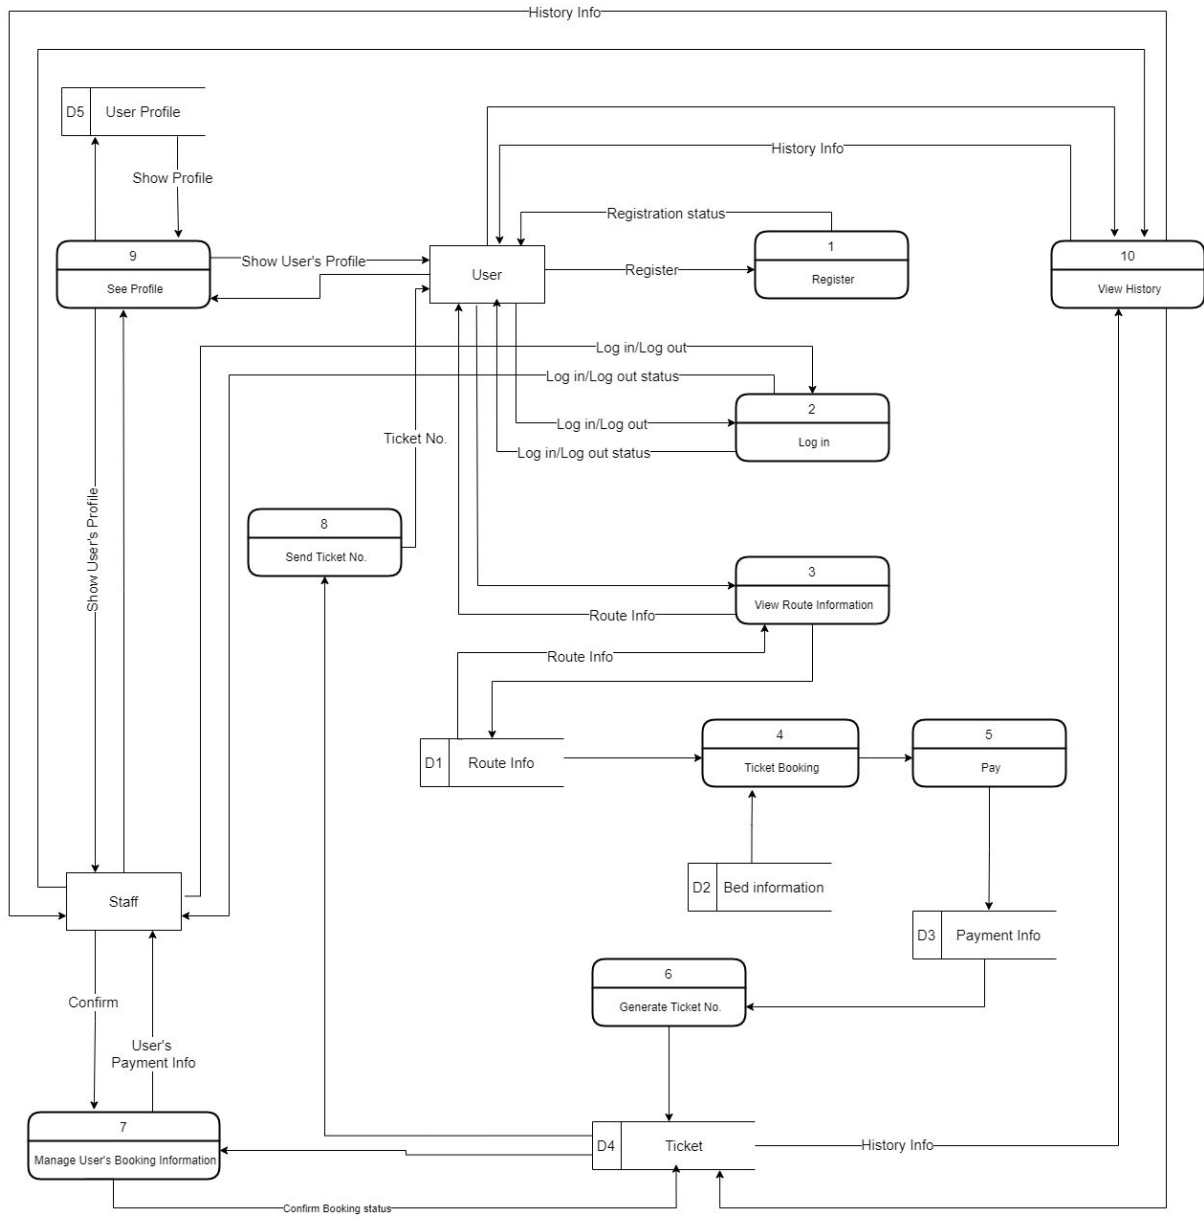 History Info
D5
User Profile
History Info
Show Profile
Registration status
1
Register
9
See Profile
Show User's Profile
User
Register
10
View History
Log in/Log out
Log in/Log out status
2
Log in
Log in/Log out
Log in/Log out status
Ticket No.
Show User's Profile
8
Send Ticket No.
3
View Route Information
Route Info
Route Info
D1
Route Info
4
Ticket Booking
5
Pay
D2
Bed information
Staff
D3
Payment Info
6
Generate Ticket No.
Confirm
User's
Payment Info
7
Manage User's Booking Information
D4
Ticket
History Info
Confirm Booking status